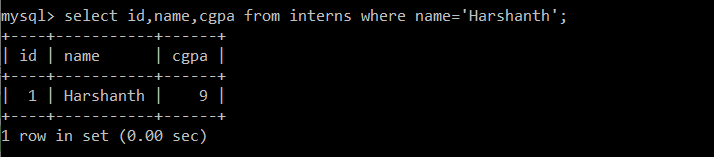 mysql> select id,name,cgpa from interns where name='Harshanth';
+----+-----------+------+
| id | name      | cgpa |
+----+-----------+------+
|  1 | Harshanth |    9 |
+----+-----------+------+
1 row in set (0.00 sec)